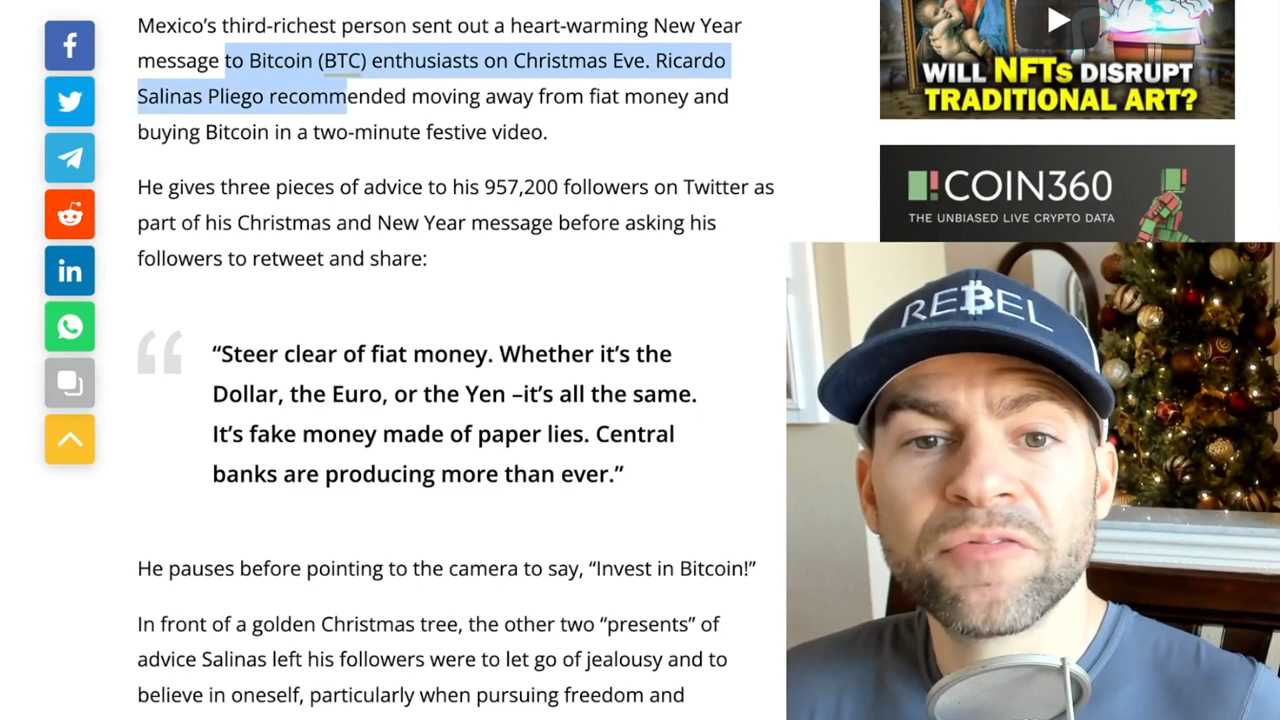 Mexico’s third-richest person sent out a heart-warming New Year
message to Bitcoin (BTC) enthusiasts on Christmas Eve. Ricardo
Salinas Pliego recommended moving away from fiat money and
buying Bitcoin in a two-minute festive video.
He gives three pieces of advice to his 957,200 followers on Twitter as
part of his Christmas and New Year message before asking his
followers to retweet and share:
“Steer clear of fiat money. Whether it’s the
Dollar, the Euro, or the Yen –it’s all the same.
It’s fake money made of paper lies. Central
banks are producing more than ever.”
He pauses before pointing to the camera to say, “Invest in Bitcoin!”
In front of a golden Christmas tree, the other two “presents” of
advice Salinas left his followers were to let go of jealousy and to
believe in oneself, particularly when pursuing freedom and
WILL NFTs DISRUPT
TRADITIONAL ART?
COIN360
THE UNBIASED LIVE CRYPTO DATA
REBEL